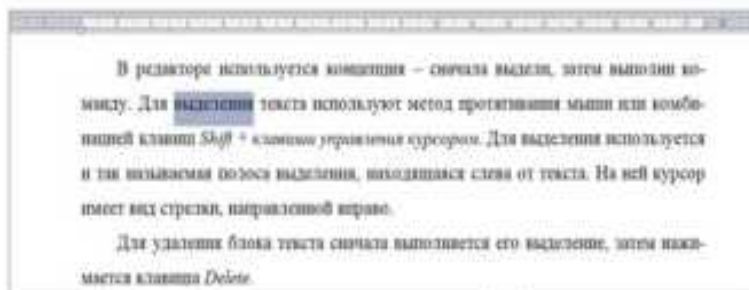 В редакторе используется концепция – сначала выдели, затем выполни ко-
манду. Для выделения текста используют метод протягивания мыши или комби-
нацией клавиш Shift + клавиши управления курсором. Для выделения используется
и так называемая полоса выделения, находящаяся слева от текста. На ней курсор
имеет вид стрелки, направленной вправо.
Для удаления блока текста сначала выполняется его выделение, затем нажи-
мается клавиша Delete.